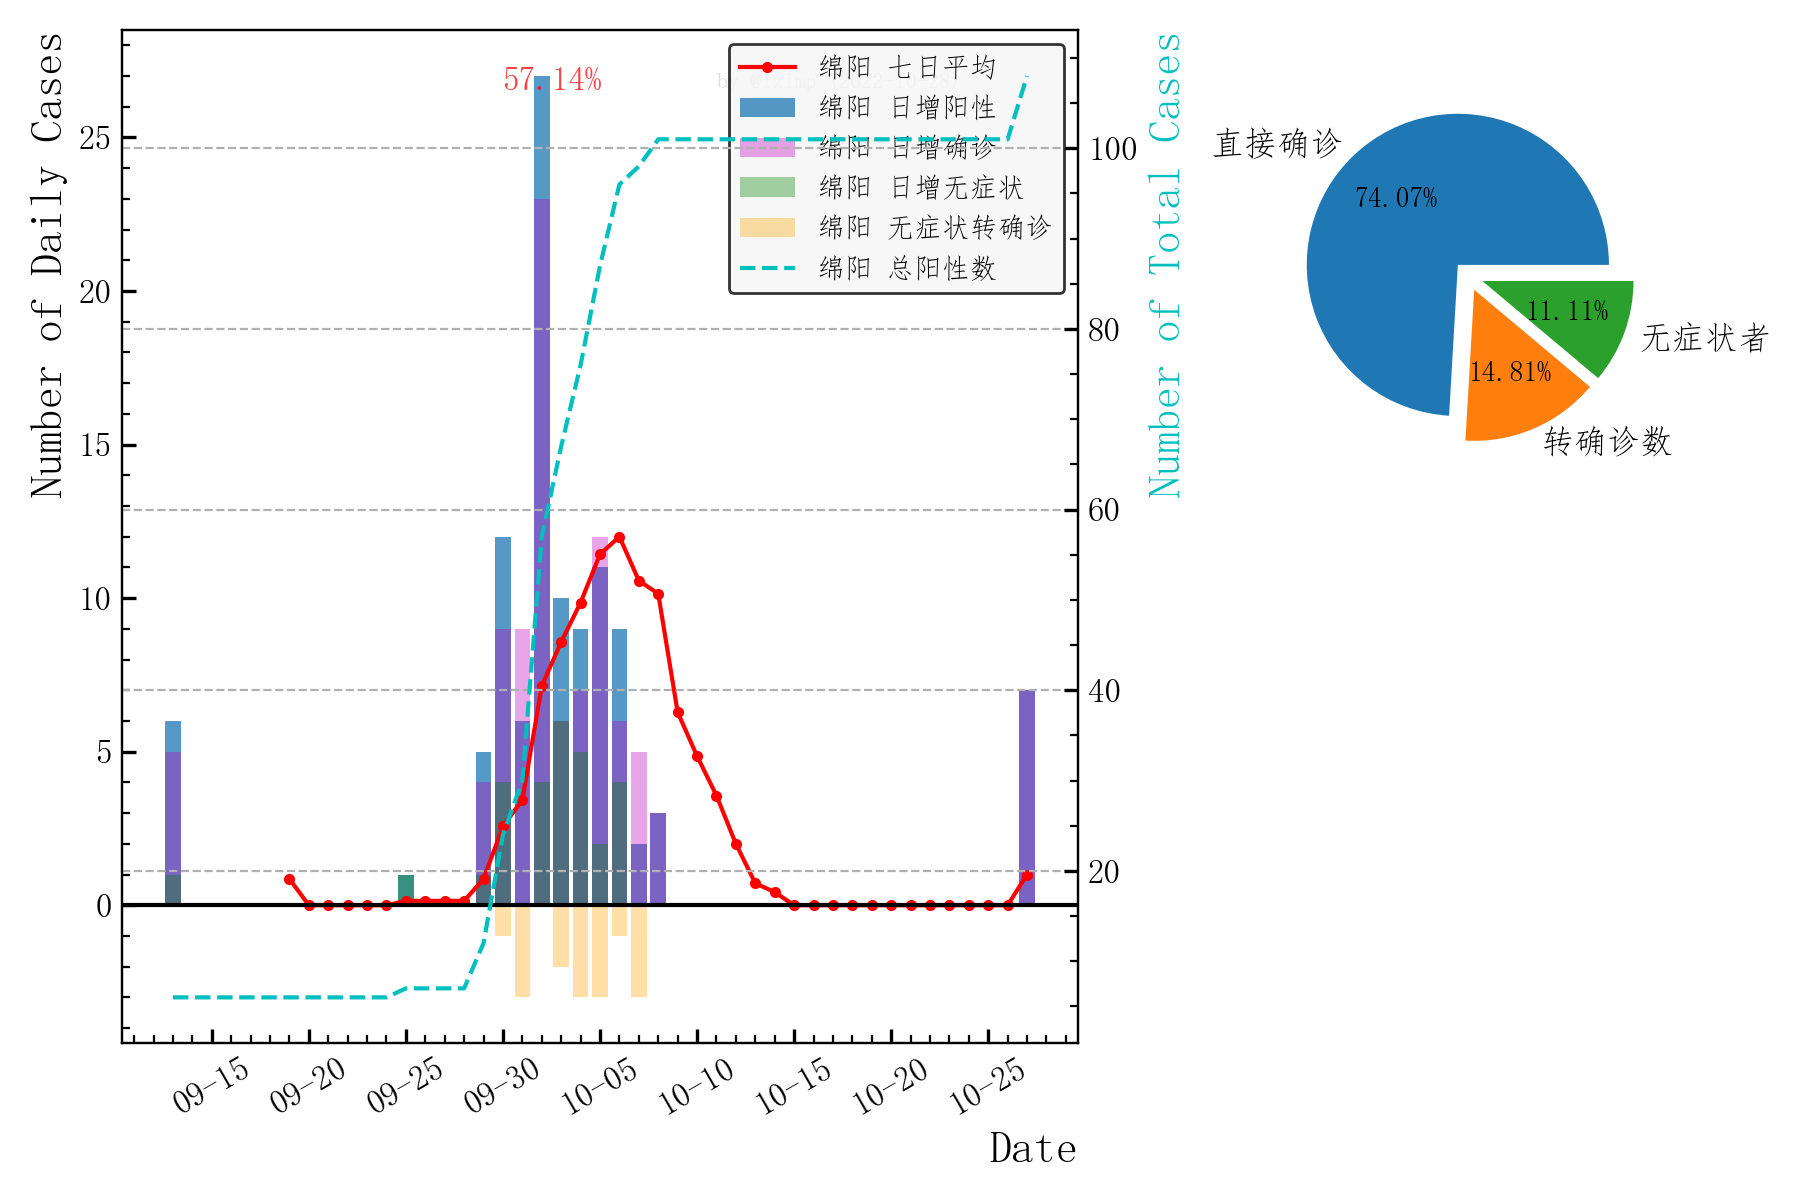 Number of Daily Cases
25
20
15
10
5
0
57.14%
绵阳 七日平均
绵阳 日增阳性
绵阳 日增确诊
绵阳 日增无症状
绵阳 无症状转确诊
绵阳 总阳性数
100
80
60
40
20
Number of Total Cases
09-15
09-20
09-25
09-30
10-05
10-10
10-15
10-20
10-25
Date
直接确诊
74.07%
11.11%
无症状者
14.81%
转确诊数